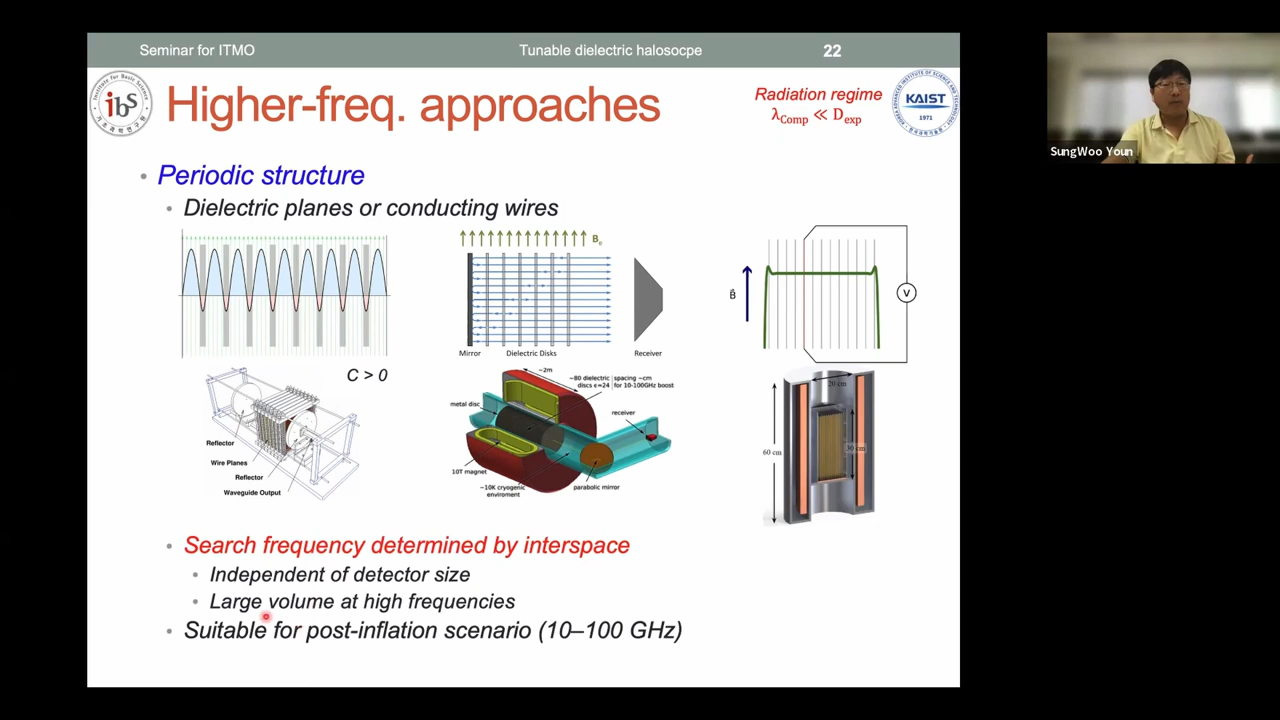 Seminar for ITMO
Tunable dielectric halosocpe
22
ibS
Higher-freq. approaches
Radiation regime
λComp ≪ Dexp
KAIST
1971
SungWoo Youn
• Periodic structure
• Dielectric planes or conducting wires
Be
Mirror
Dielectric Disks
Receiver
B
V
C > 0
Reflector
Wire Planes
Reflector
Waveguide Output
~2m
~80 dielectric
discs ϵ=24
spacing ~cm
for 10-100GHz boost
metal disc
receiver
10T magnet
~10K cryogenic
enviroment
parabolic mirror
20 cm
60 cm
30 cm
• Search frequency determined by interspace
• Independent of detector size
• Large volume at high frequencies
• Suitable for post-inflation scenario (10–100 GHz)